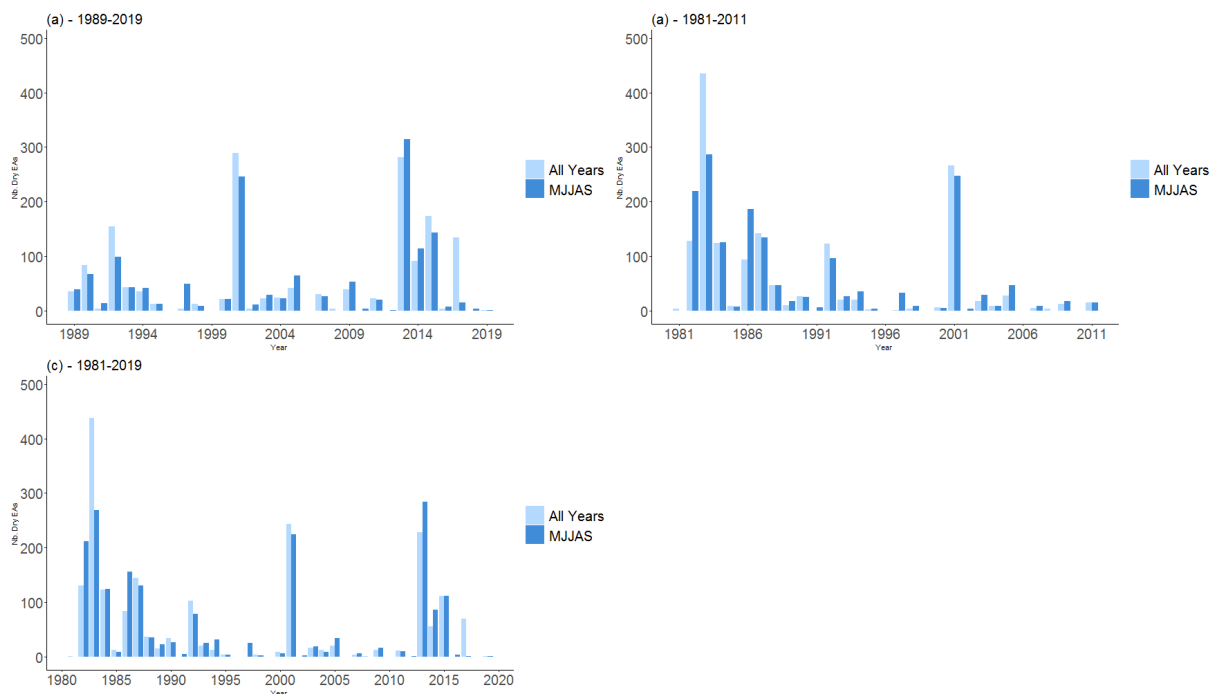 (a) - 1989-2019
500
400
300
200
100
0
Nb. Dry EAs
1989 1994 1999 2004 2009 2014 2019
Year
All Years
MJJAS
(a) - 1981-2011
500
400
300
200
100
0
Nb. Dry EAs
1981 1986 1991 1996 2001 2006 2011
Year
All Years
MJJAS
(c) - 1981-2019
500
400
300
200
100
0
Nb. Dry EAs
1980 1985 1990 1995 2000 2005 2010 2015 2020
Year
All Years
MJJAS